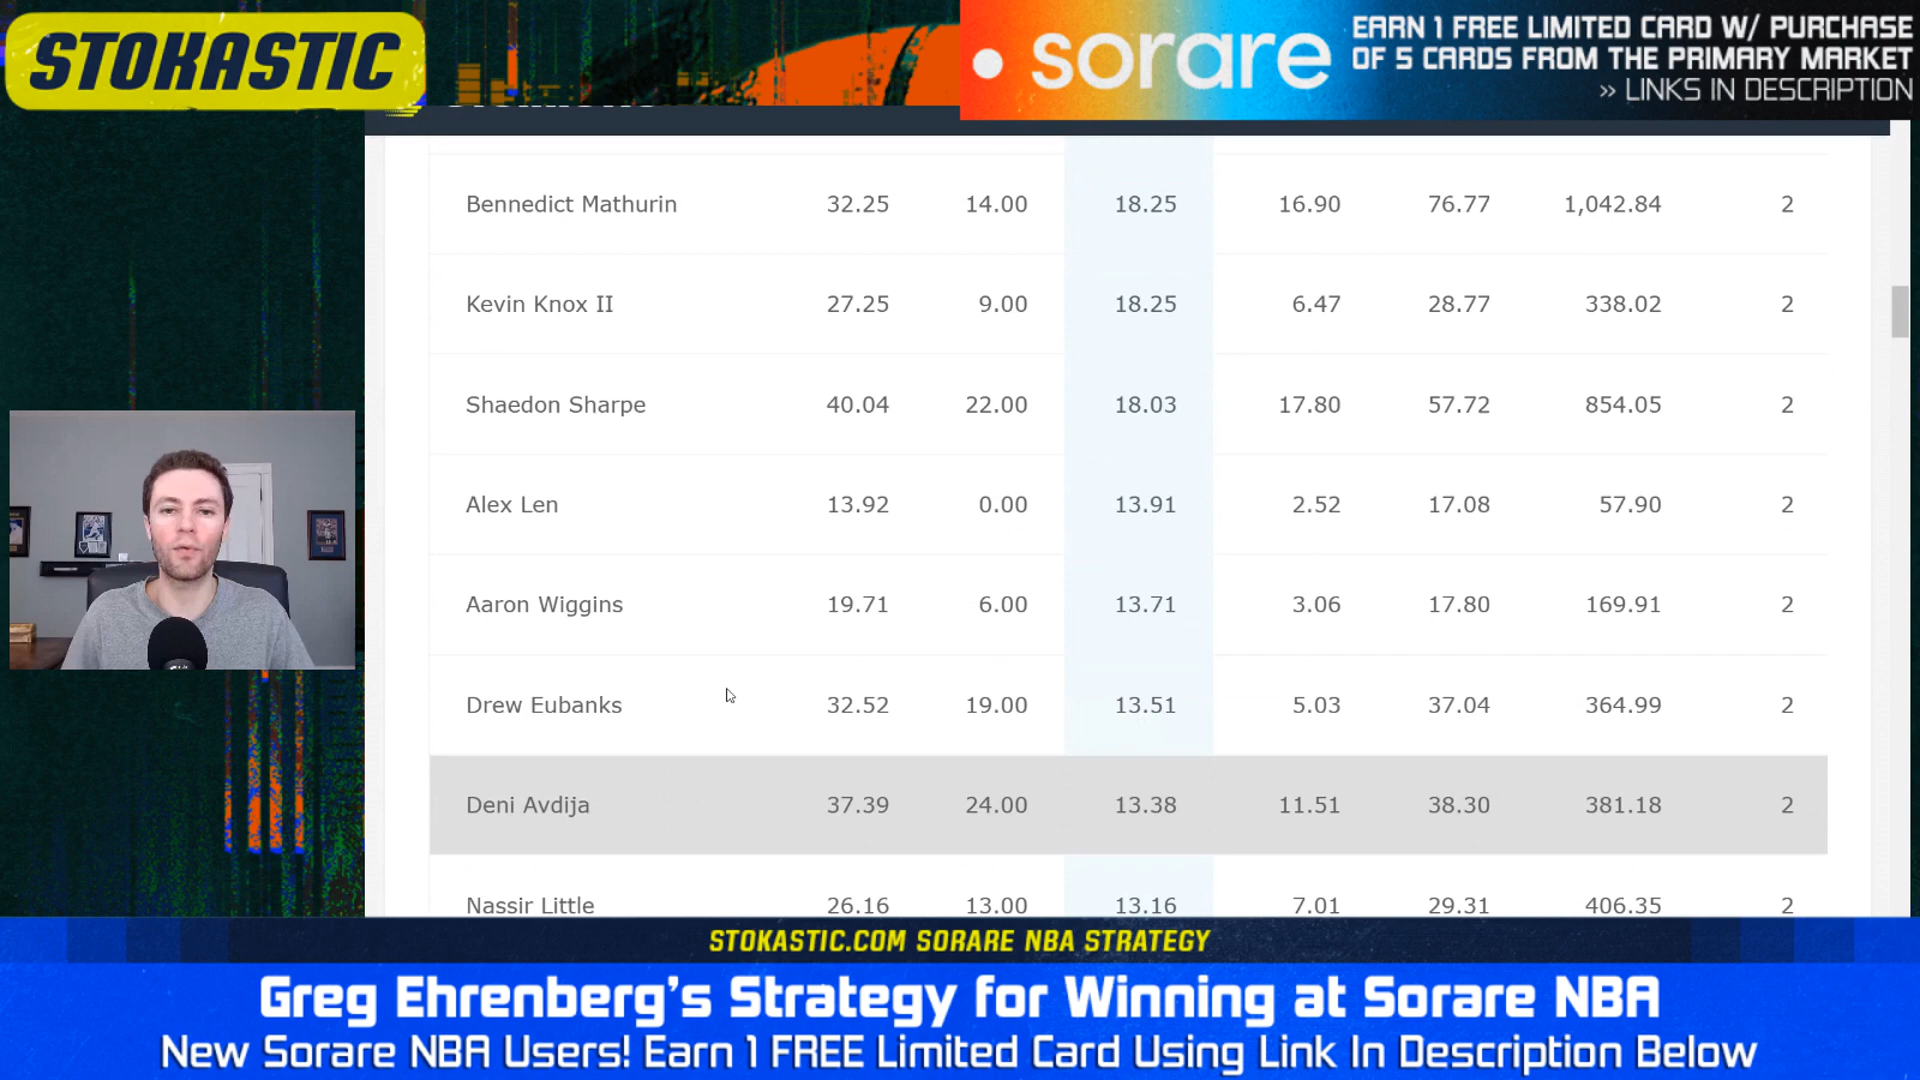 STOKASTIC
sorare
EARN 1 FREE LIMITED CARD W/ PURCHASE
OF 5 CARDS FROM THE PRIMARY MARKET
» LINKS IN DESCRIPTION
Bennedict Mathurin 32.25 14.00 18.25 16.90 76.77 1,042.84 2
Kevin Knox II 27.25 9.00 18.25 6.47 28.77 338.02 2
Shaedon Sharpe 40.04 22.00 18.03 17.80 57.72 854.05 2
Alex Len 13.92 0.00 13.91 2.52 17.08 57.90 2
Aaron Wiggins 19.71 6.00 13.71 3.06 17.80 169.91 2
Drew Eubanks 32.52 19.00 13.51 5.03 37.04 364.99 2
Deni Avdija 37.39 24.00 13.38 11.51 38.30 381.18 2
Nassir Little 26.16 13.00 13.16 7.01 29.31 406.35 2
STOKASTIC.COM SORARE NBA STRATEGY
Greg Ehrenberg's Strategy for Winning at Sorare NBA
New Sorare NBA Users! Earn 1 FREE Limited Card Using Link In Description Below